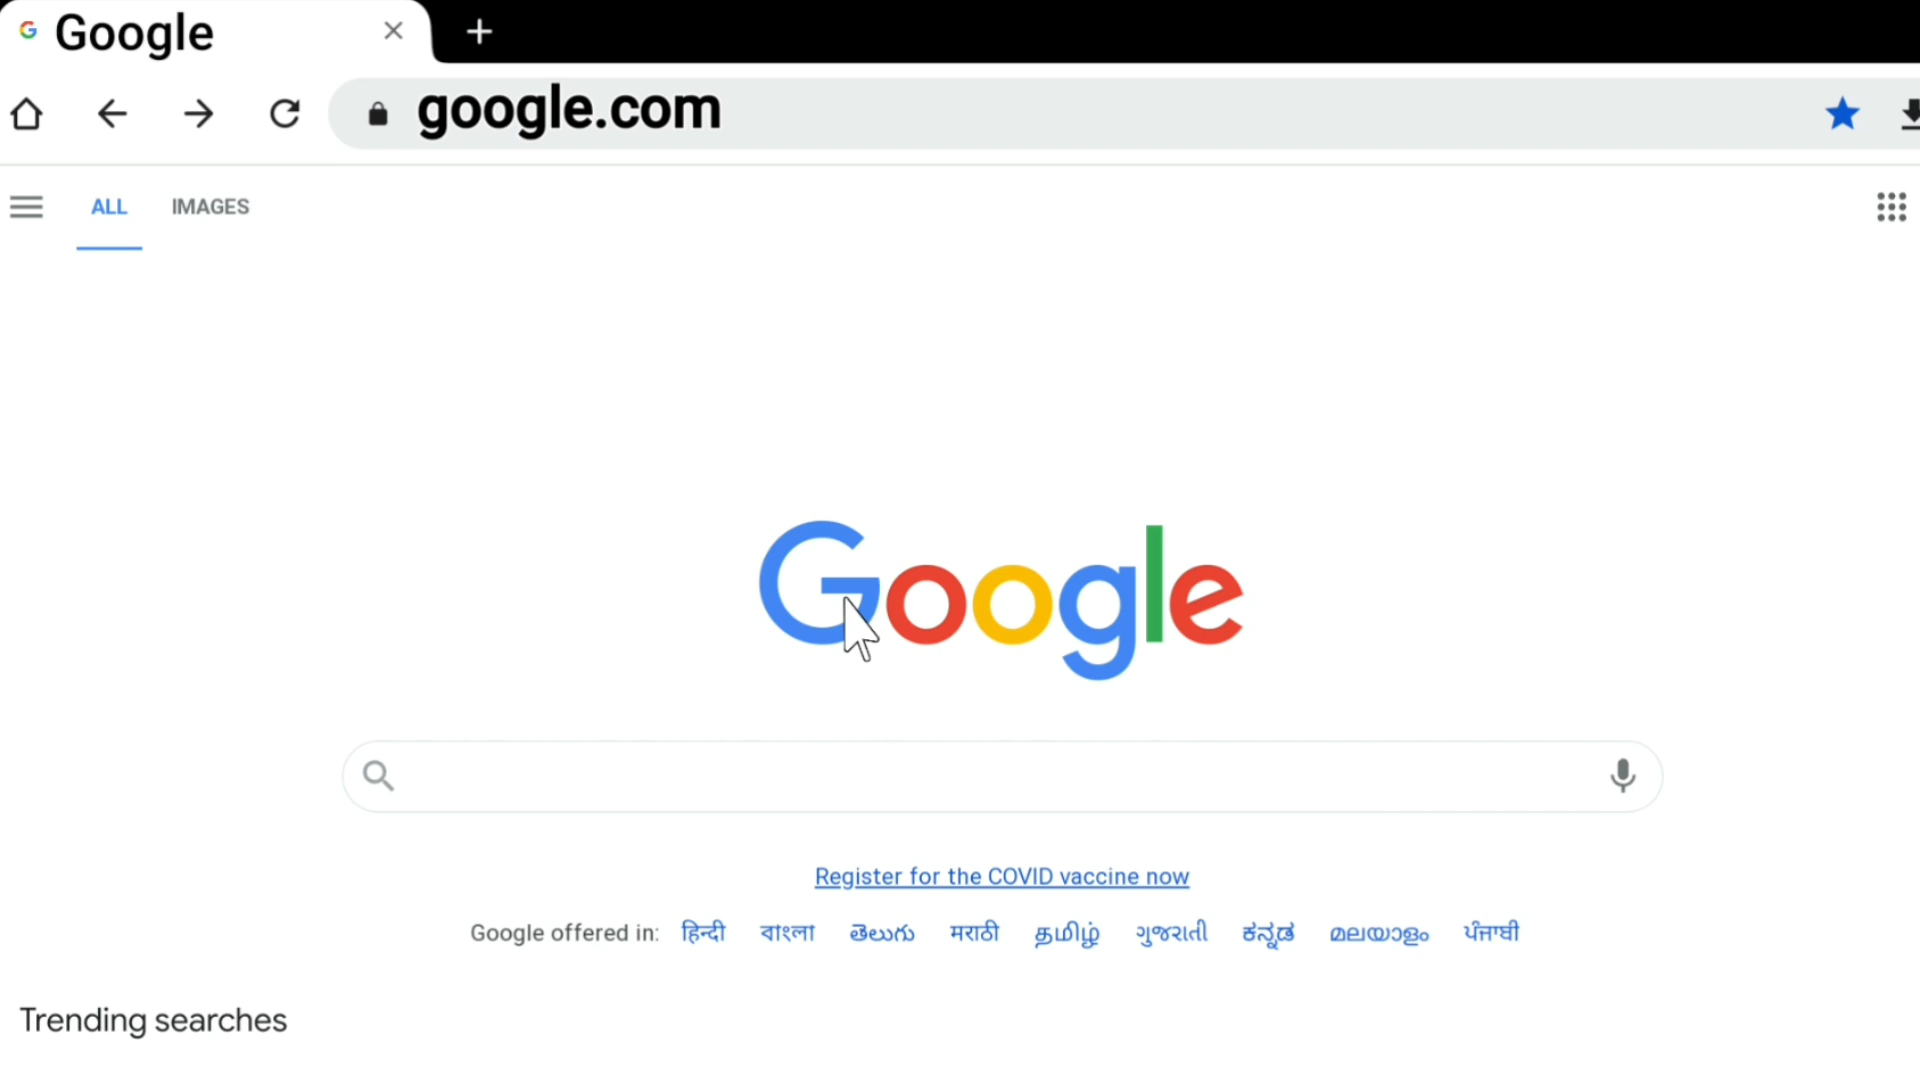 Google
google.com
ALL IMAGES
Google
Register for the COVID vaccine now
Google offered in: हिन्दी বাংলা తెలుగు मराठी தமிழ் ગુજરાતી ಕನ್ನಡ മലയാളം ਪੰਜਾਬੀ
Trending searches